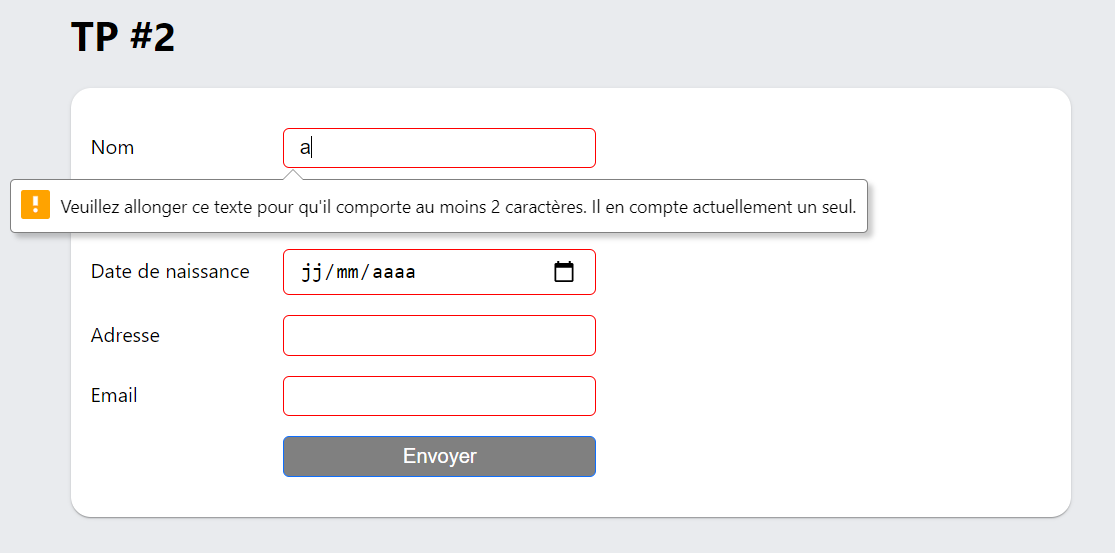 TP #2
Nom
a
Veuillez allonger ce texte pour qu'il comporte au moins 2 caractères. Il en compte actuellement un seul.
Date de naissance
jj/mm/aaaa
Adresse
Email
Envoyer